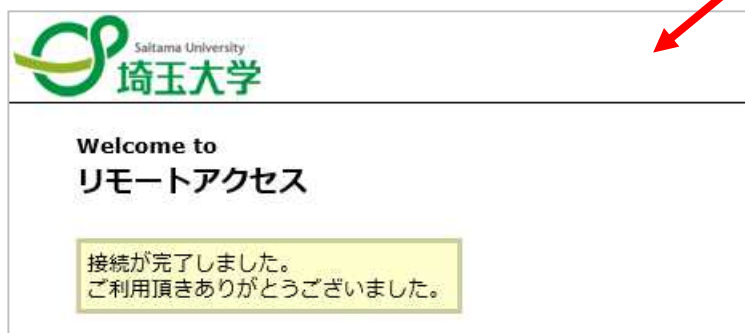 Saitama University
埼玉大学
Welcome to
リモートアクセス
接続が完了しました。
ご利用頂きありがとうございました。